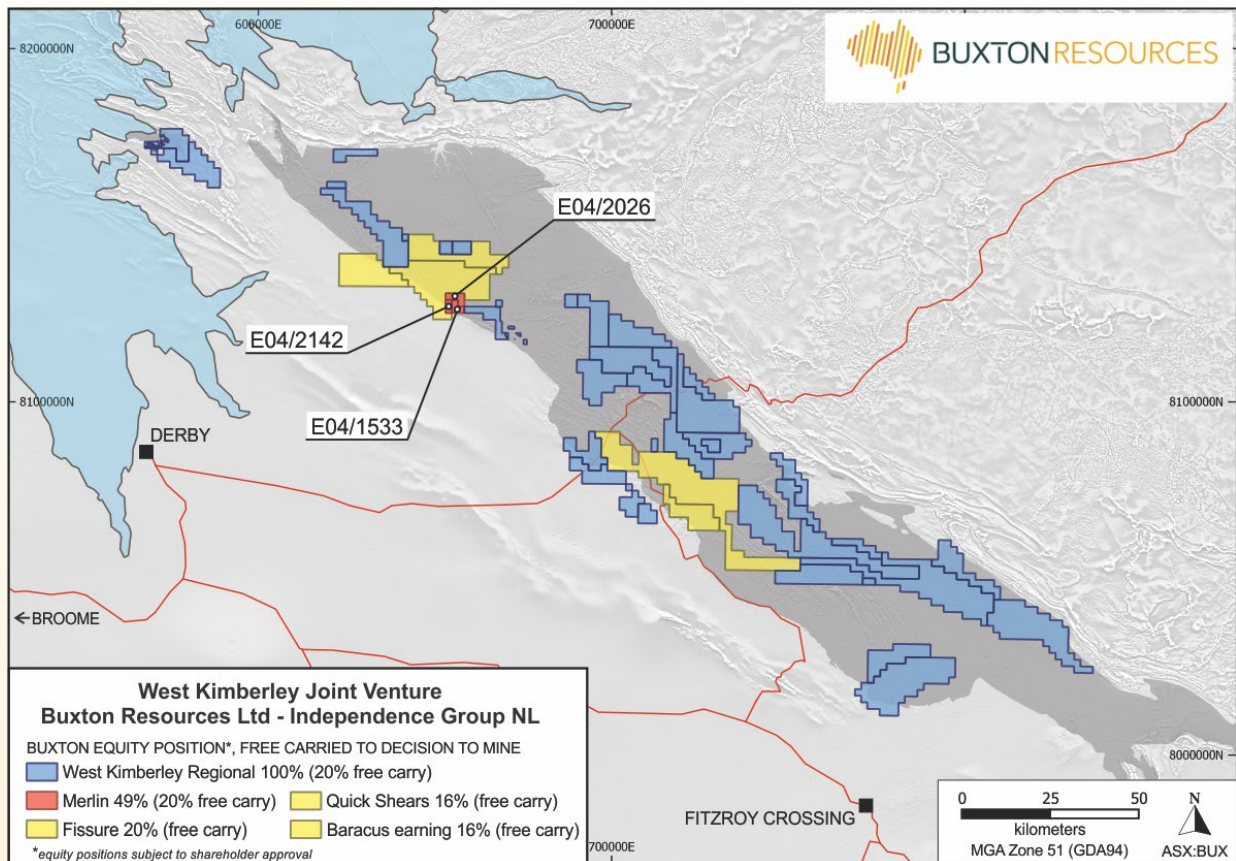 600000E
700000E
8200000N
BUXTONRESOURCES
E04/2026
E04/2142
E04/1533
8100000N
8100000N
DERBY
←BROOME
West Kimberley Joint Venture
Buxton Resources Ltd - Independence Group NL
BUXTON EQUITY POSITION*, FREE CARRIED TO DECISION TO MINE
West Kimberley Regional 100% (20% free carry)
Merlin 49% (20% free carry)
Quick Shears 16% (free carry)
Fissure 20% (free carry)
Baracus earning 16% (free carry)
*equity positions subject to shareholder approval
8000000N
FITZROY CROSSING
700000E
0 25 50
kilometers
MGA Zone 51 (GDA94)
N
ASX:BUX